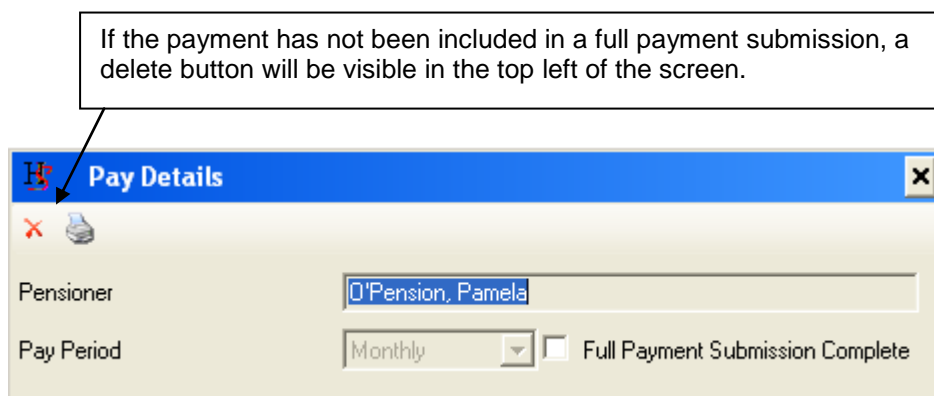 If the payment has not been included in a full payment submission, a
delete button will be visible in the top left of the screen.
Pay Details
Pensioner
O'Pension, Pamela
Pay Period
Monthly
Full Payment Submission Complete